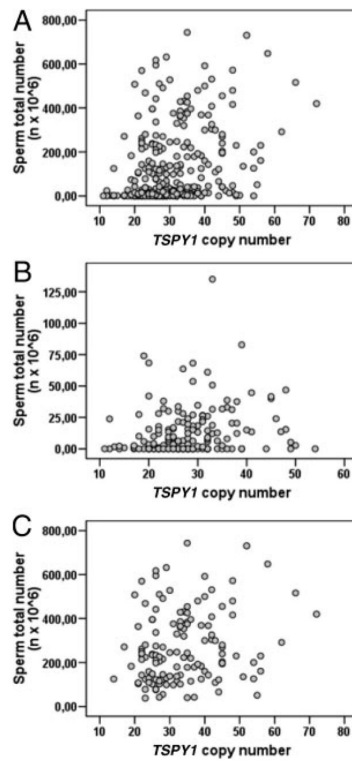 A
800,00
600,00
400,00
200,00
0,00
Sperm total number
(n x 10^6)
10 20 30 40 50 60 70 80
TSPY1 copy number
B
125,00
100,00
75,00
50,00
25,00
0,00
Sperm total number
(n x 10^6)
10 20 30 40 50 60
TSPY1 copy number
C
800,00
600,00
400,00
200,00
,00
Sperm total number
(n x 10^6)
10 20 30 40 50 60 70 80
TSPY1 copy number